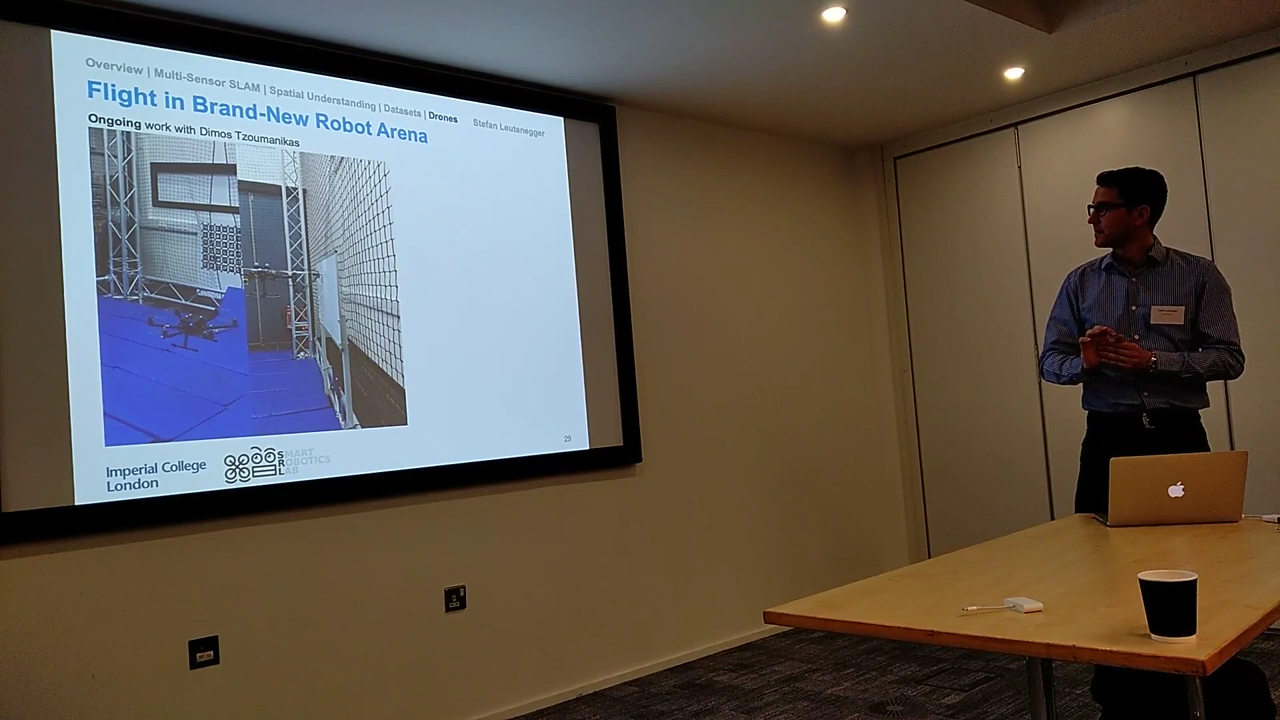 Overview | Multi-Sensor SLAM | Spatial Understanding | Datasets | Drones
Stefan Leutenegger
Flight in Brand-New Robot Arena
Ongoing work with Dimos Tzoumanikas
29
Imperial College
London
SMART
ROBOTICS
LAB